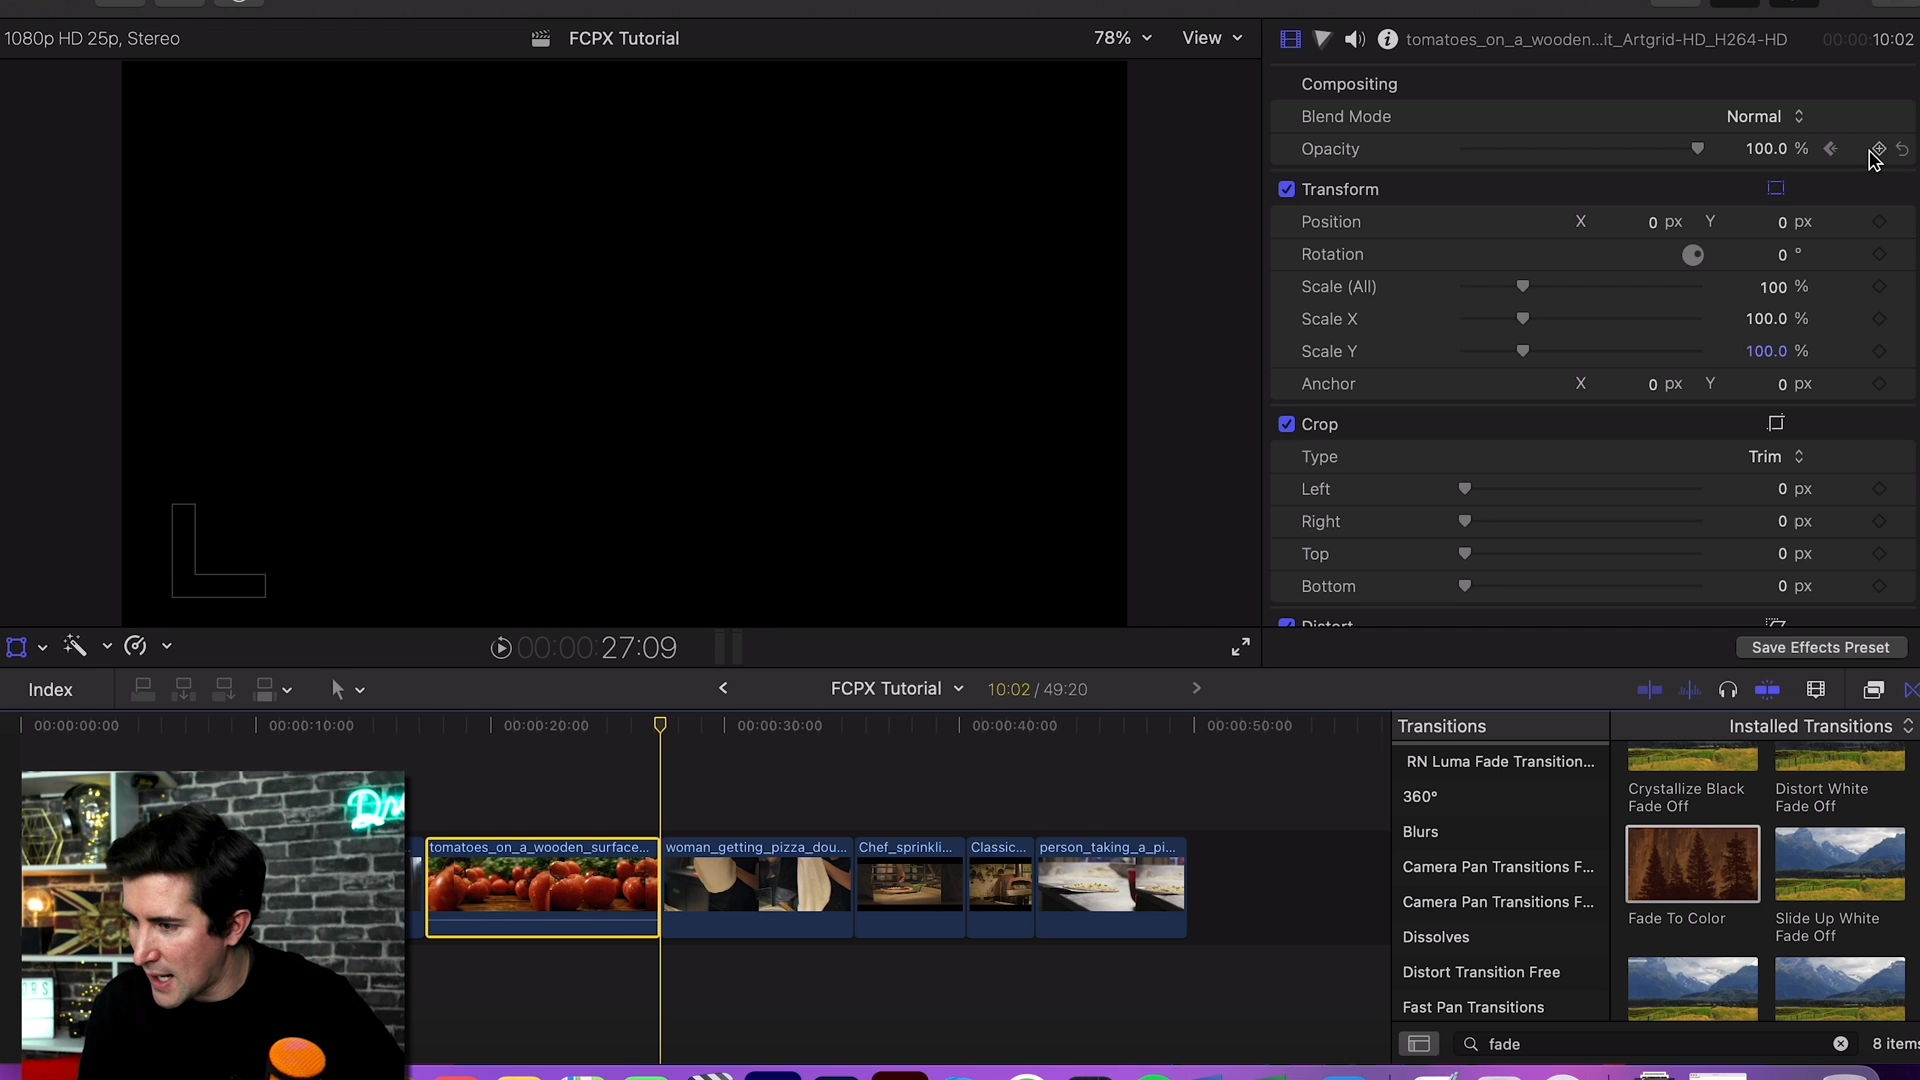 1080p HD 25p, Stereo
FCPX Tutorial
78%
View
tomatoes_on_a_wooden...it_Artgrid-HD_H264-HD
00:00:10:02
Compositing
Blend Mode
Normal
Opacity
100.0 %
Transform
Position X 0 px Y 0 px
Rotation 0 °
Scale (All) 100 %
Scale X 100.0 %
Scale Y 100.0 %
Anchor X 0 px Y 0 px
Crop
Type Trim
Left 0 px
Right 0 px
Top 0 px
Bottom 0 px
Distort
00:00:27:09
Save Effects Preset
Index
FCPX Tutorial
10:02 / 49:20
00:00:00:00
00:00:10:00
00:00:20:00
00:00:30:00
00:00:40:00
00:00:50:00
tomatoes_on_a_wooden_surface...
woman_getting_pizza_dou...
Chef_sprinkli...
Classic...
person_taking_a_pi...
Transitions
RN Luma Fade Transition...
360°
Blurs
Camera Pan Transitions F...
Camera Pan Transitions F...
Dissolves
Distort Transition Free
Fast Pan Transitions
Installed Transitions
Crystallize Black
Fade Off
Distort White
Fade Off
Fade To Color
Slide Up White
Fade Off
fade
8 items